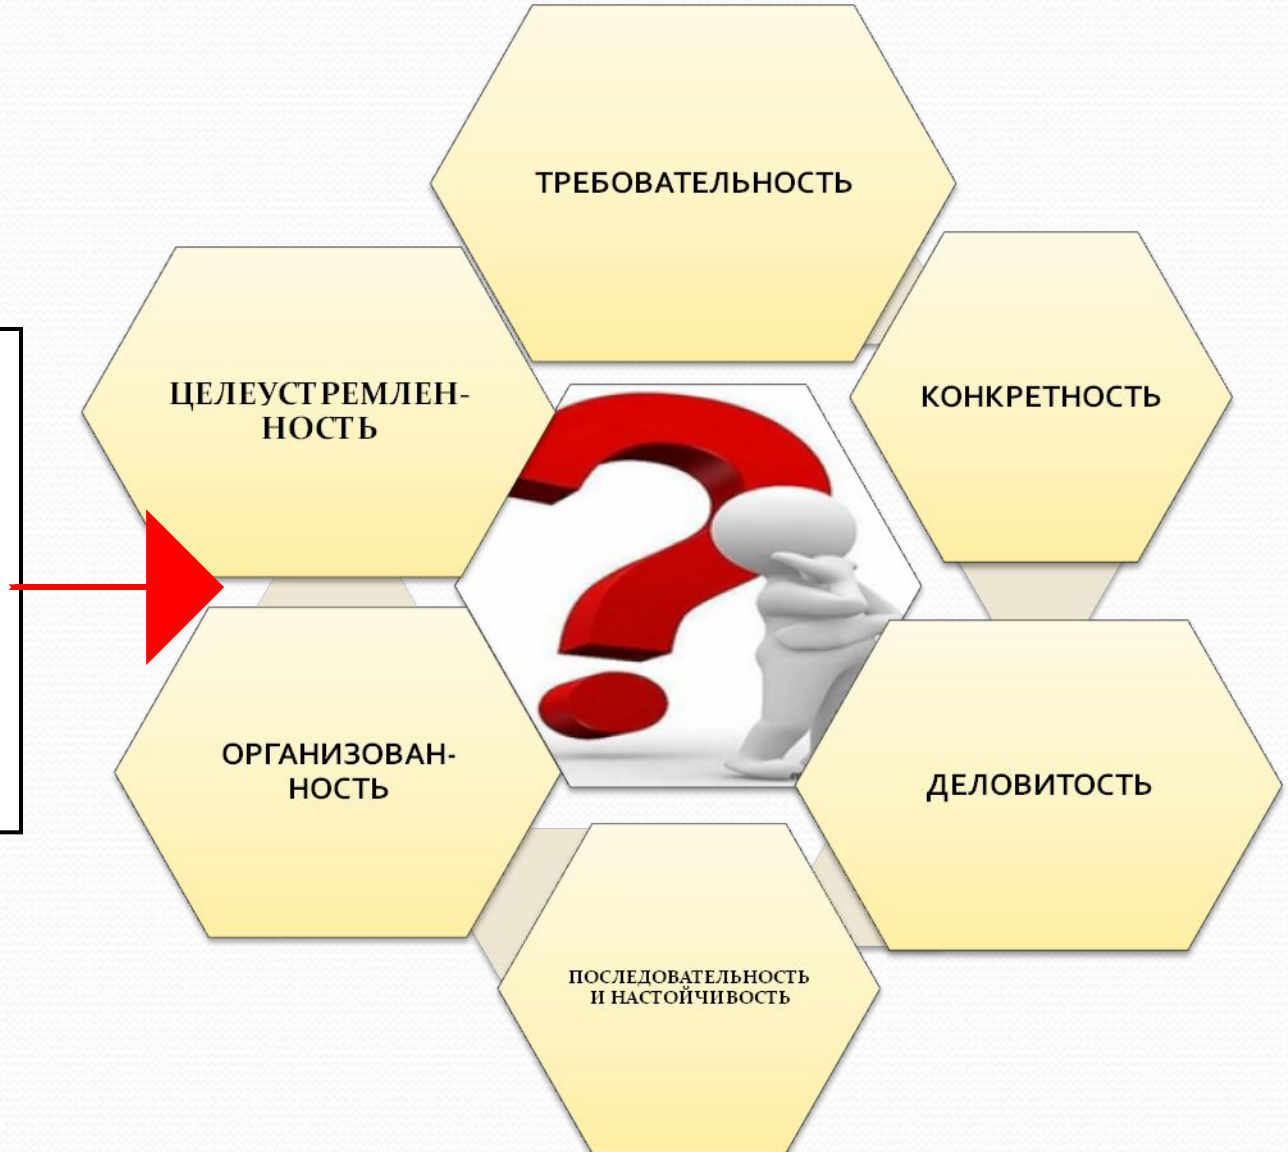 ТРЕБОВАТЕЛЬНОСТЬ
КОНКРЕТНОСТЬ
ЦЕЛЕУСТРЕМЛЕН-
НОСТЬ
ОРГАНИЗОВАН-
НОСТЬ
ДЕЛОВИТОСТЬ
ПОСЛЕДОВАТЕЛЬНОСТЬ
И НАСТОЙЧИВОСТЬ